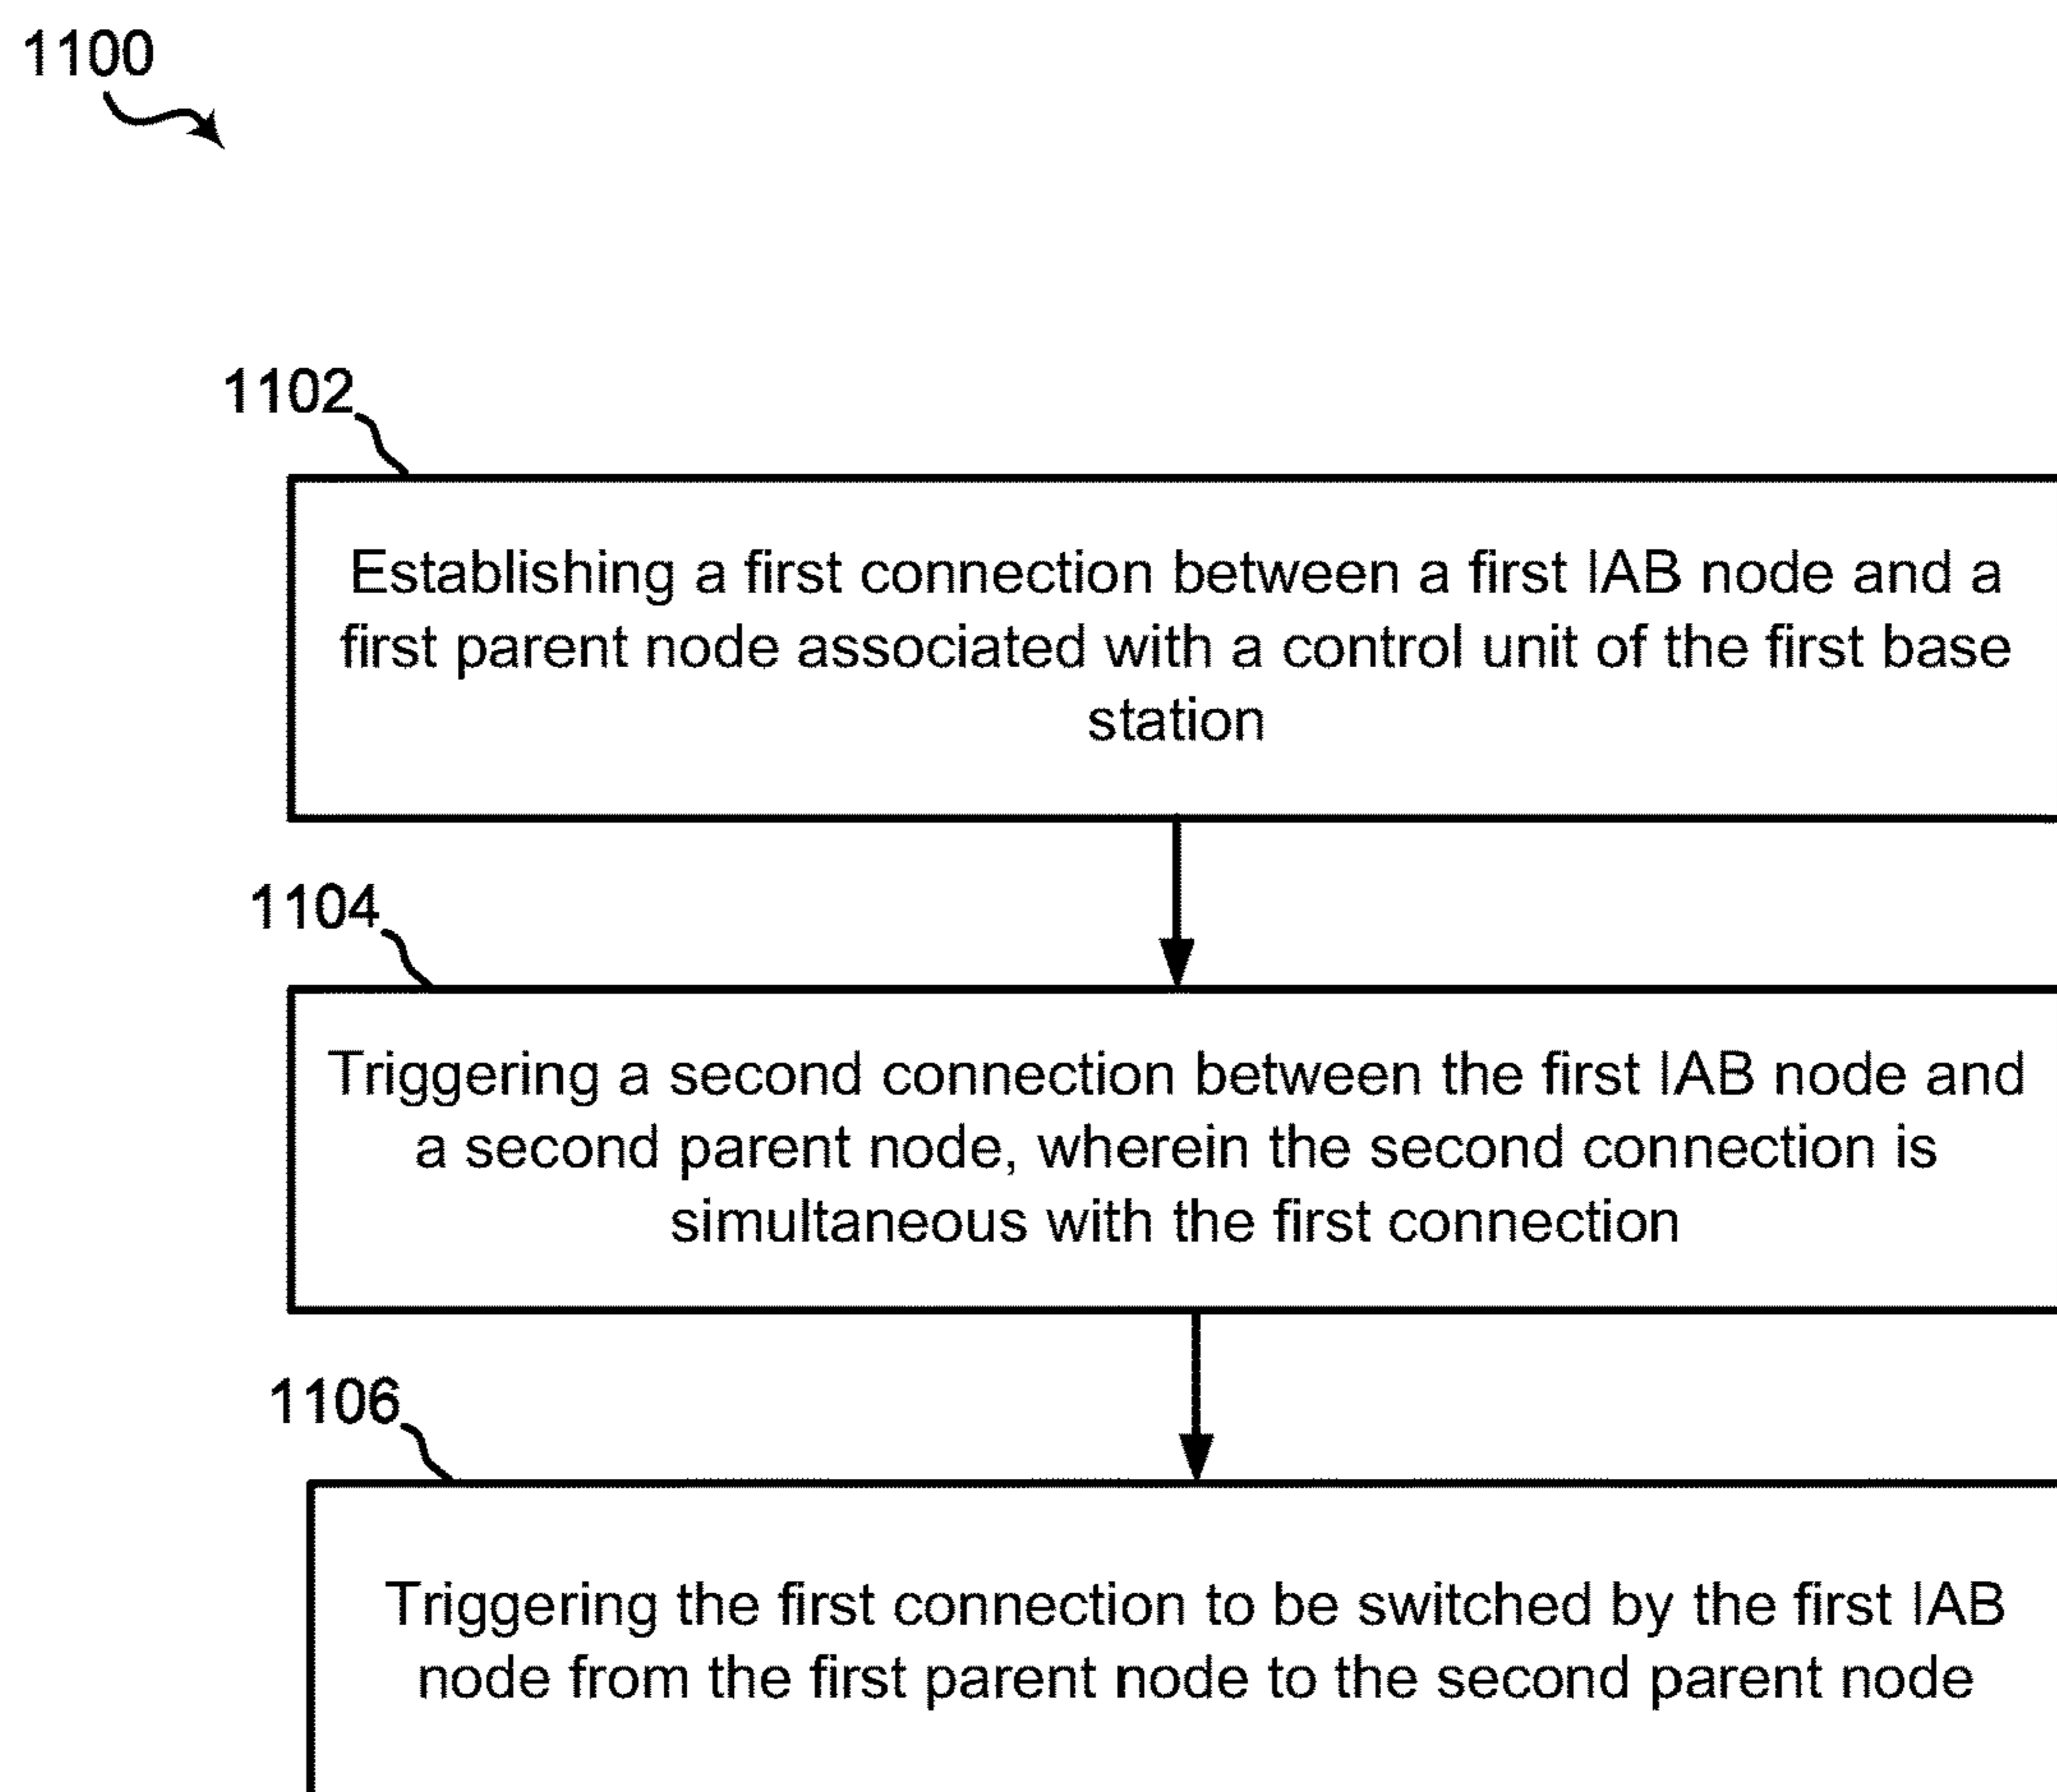 1100
1102
Establishing a first connection between a first IAB node and a
first parent node associated with a control unit of the first base
station
1104
Triggering a second connection between the first IAB node and
a second parent node, wherein the second connection is
simultaneous with the first connection
1106
Triggering the first connection to be switched by the first IAB
node from the first parent node to the second parent node